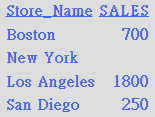 Store_Name SALES
Boston 700
New York
Los Angeles 1800
San Diego 250